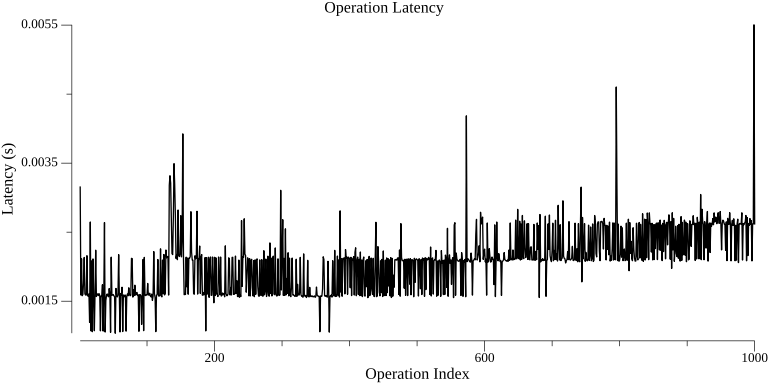 Operation Latency
0.0055
0.0035
0.0015
Latency (s)
200
600
1000
Operation Index